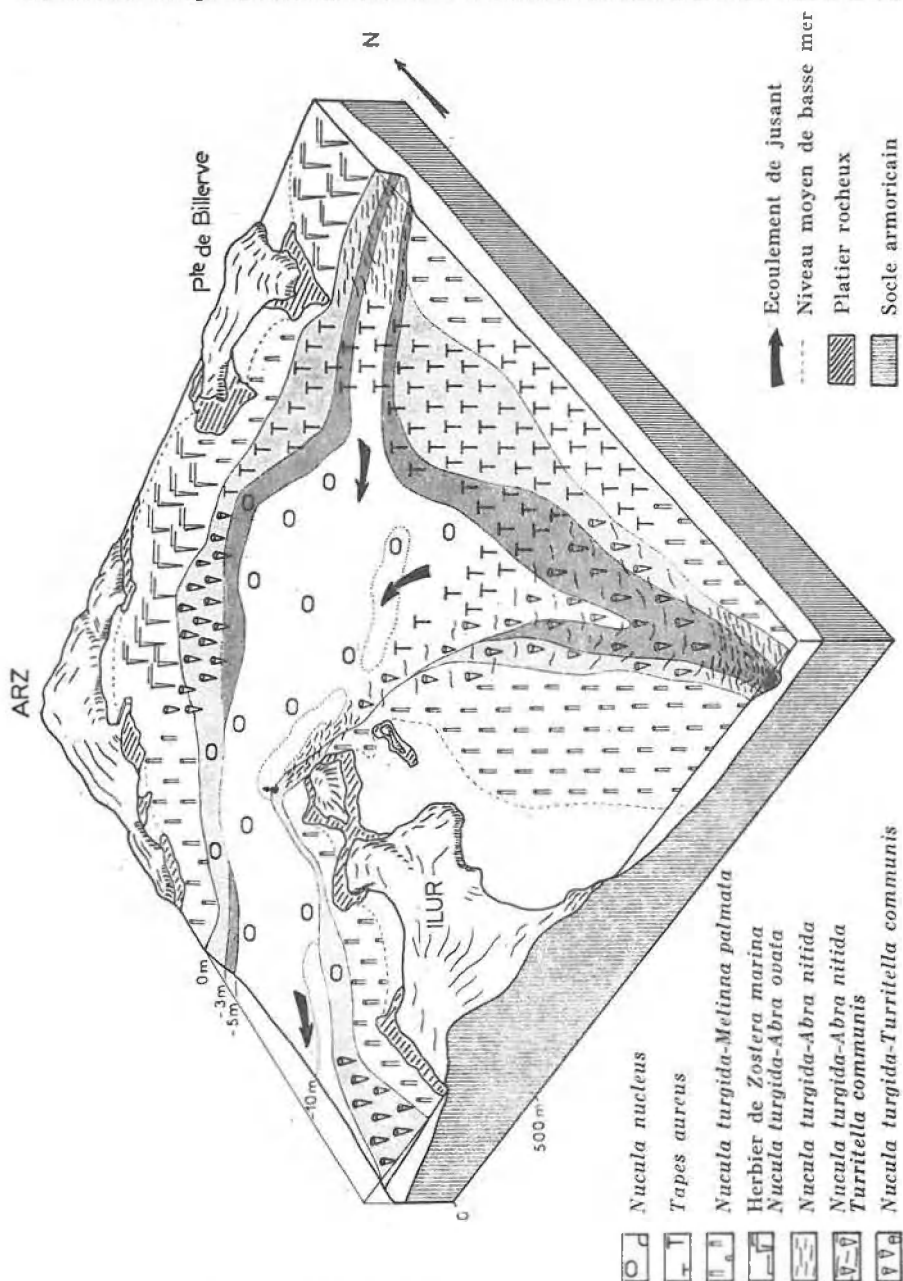 ARZ
Pte de Billerve
N
ILUR
0m
-3m
-5m
-10m
0
500m
Nucula nucleus
Tapes aureus
Nucula turgida-Melinna palmata
Herbier de Zostera marina
Nucula turgida-Abra ovata
Nucula turgida-Abra nitida
Nucula turgida-Abra nitida
Turritella communis
Nucula turgida-Turritella communis
Ecoulement de jusant
Niveau moyen de basse mer
Platier rocheux
Socle armoricain